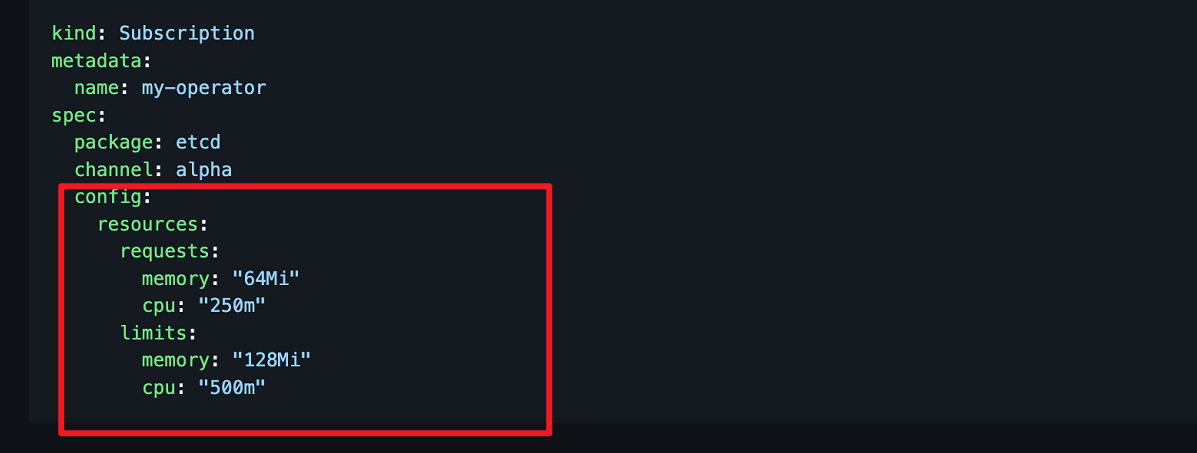 kind: Subscription
metadata:
  name: my-operator
spec:
  package: etcd
  channel: alpha
  config:
    resources:
      requests:
        memory: "64Mi"
        cpu: "250m"
      limits:
        memory: "128Mi"
        cpu: "500m"